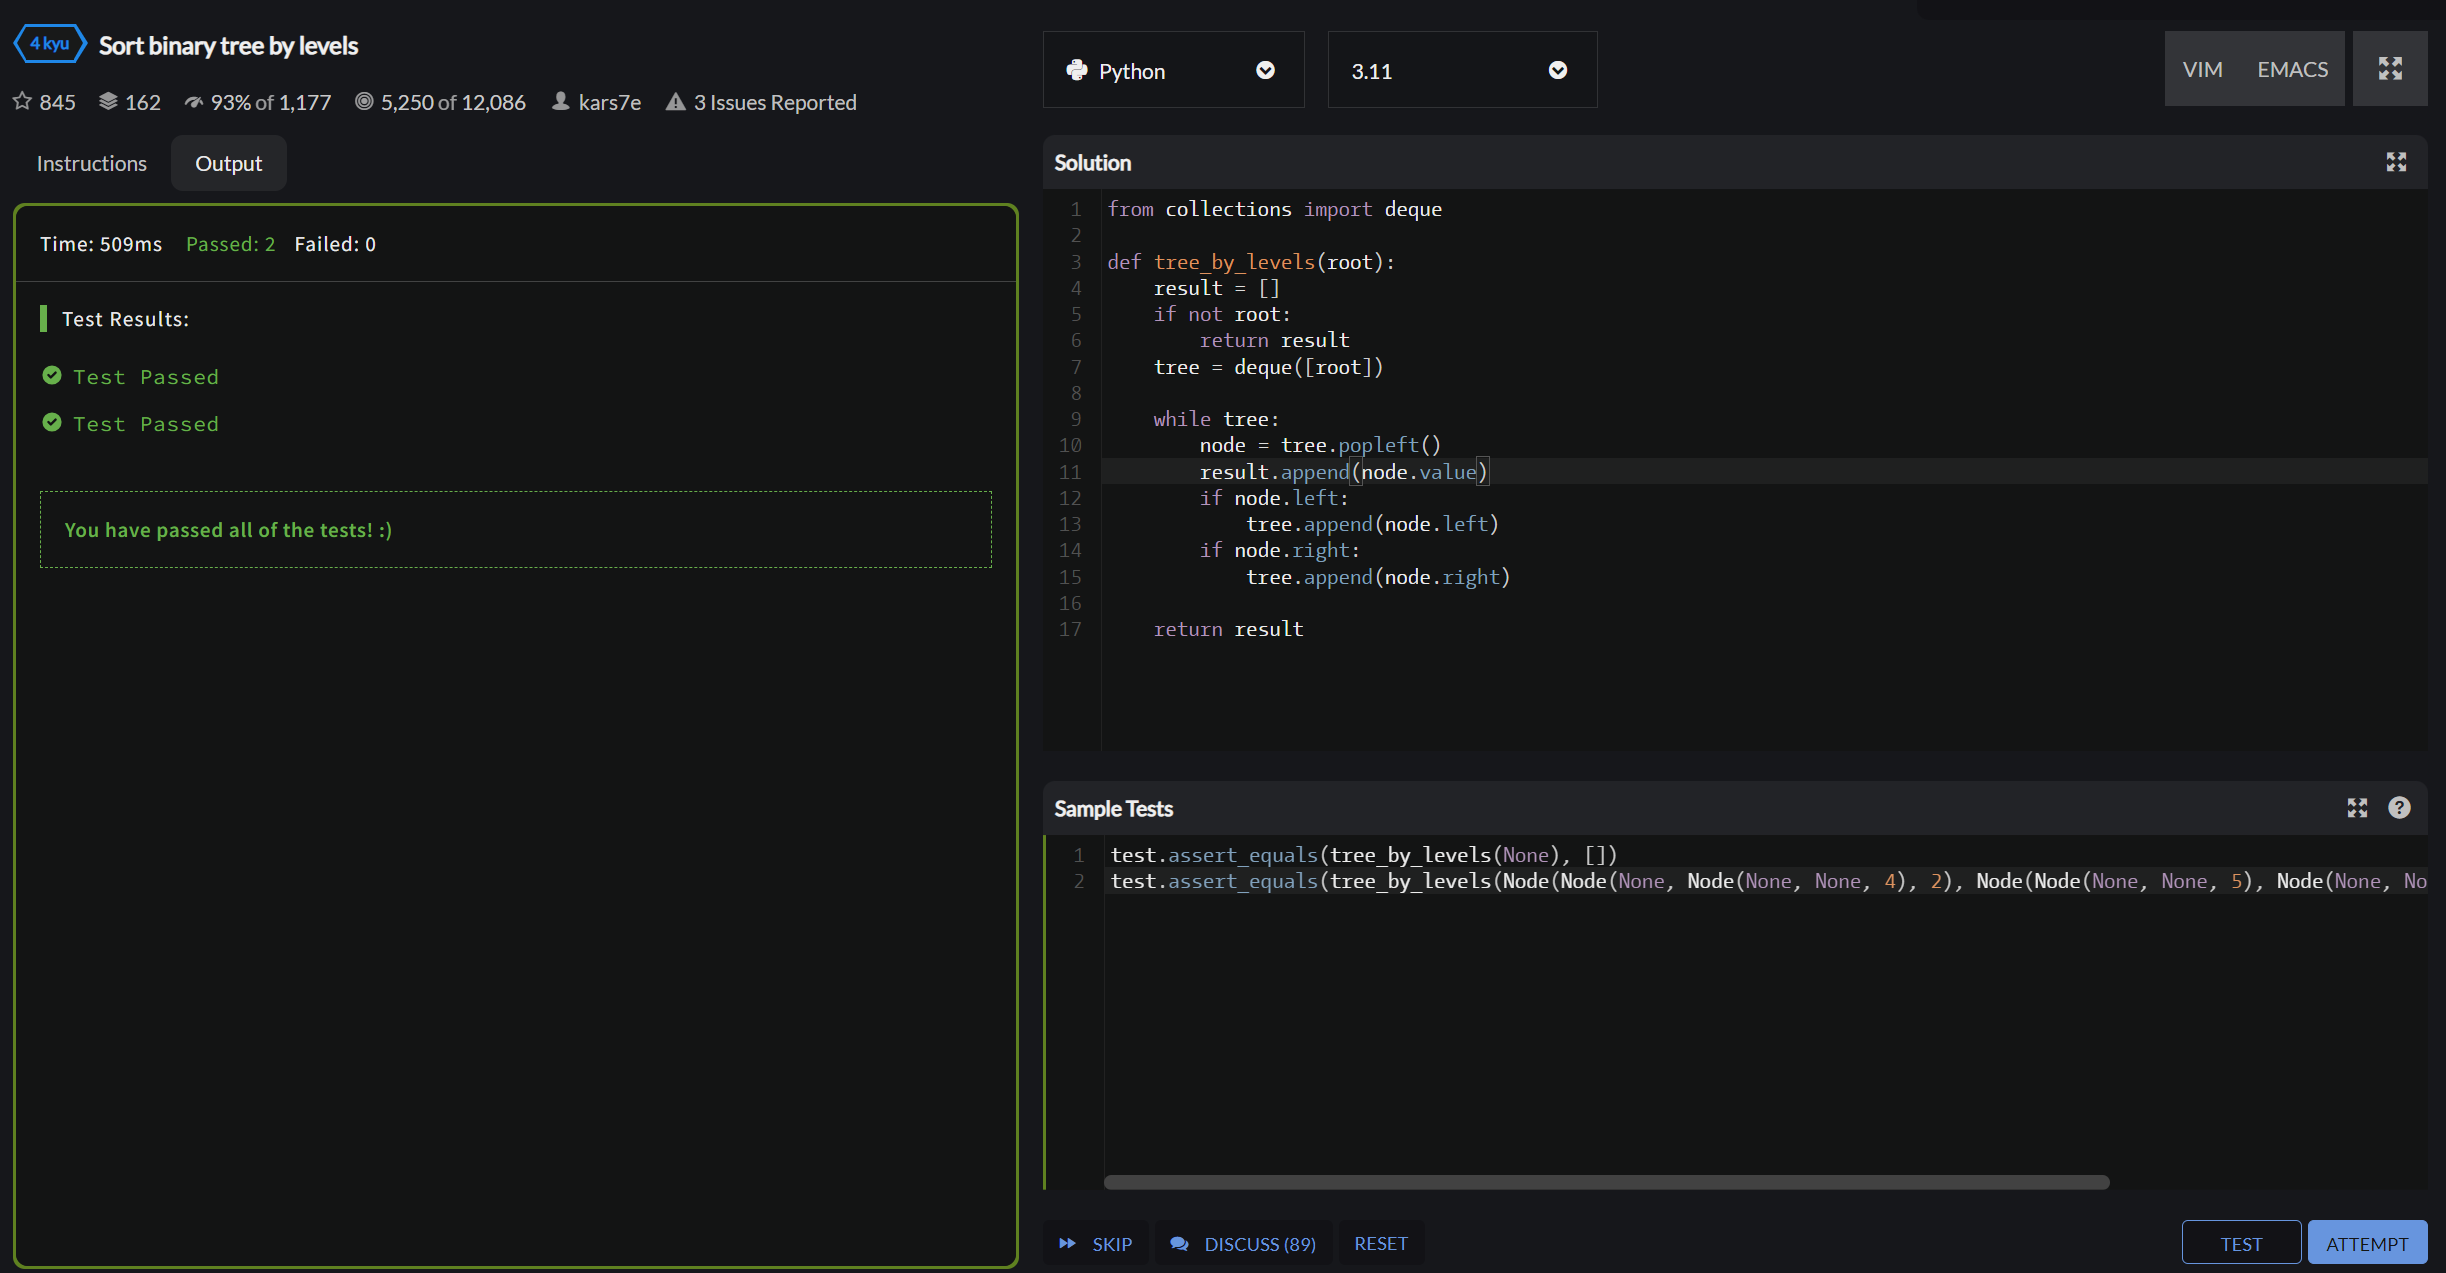 4 kyu Sort binary tree by levels
845 162 93% of 1,177 5,250 of 12,086 kars7e 3 Issues Reported
Instructions Output
Time: 509ms Passed: 2 Failed: 0
Test Results:
Test Passed
Test Passed
You have passed all of the tests! :)
Python 3.11 VIM EMACS
Solution
1 from collections import deque
2
3 def tree_by_levels(root):
4     result = []
5     if not root:
6         return result
7     tree = deque([root])
8
9     while tree:
10         node = tree.popleft()
11         result.append(node.value)
12         if node.left:
13             tree.append(node.left)
14         if node.right:
15             tree.append(node.right)
16
17     return result
Sample Tests
1 test.assert_equals(tree_by_levels(None), [])
2 test.assert_equals(tree_by_levels(Node(Node(None, Node(None, None, 4), 2), Node(Node(None, None, 5), Node(None, No
SKIP DISCUSS (89) RESET TEST ATTEMPT